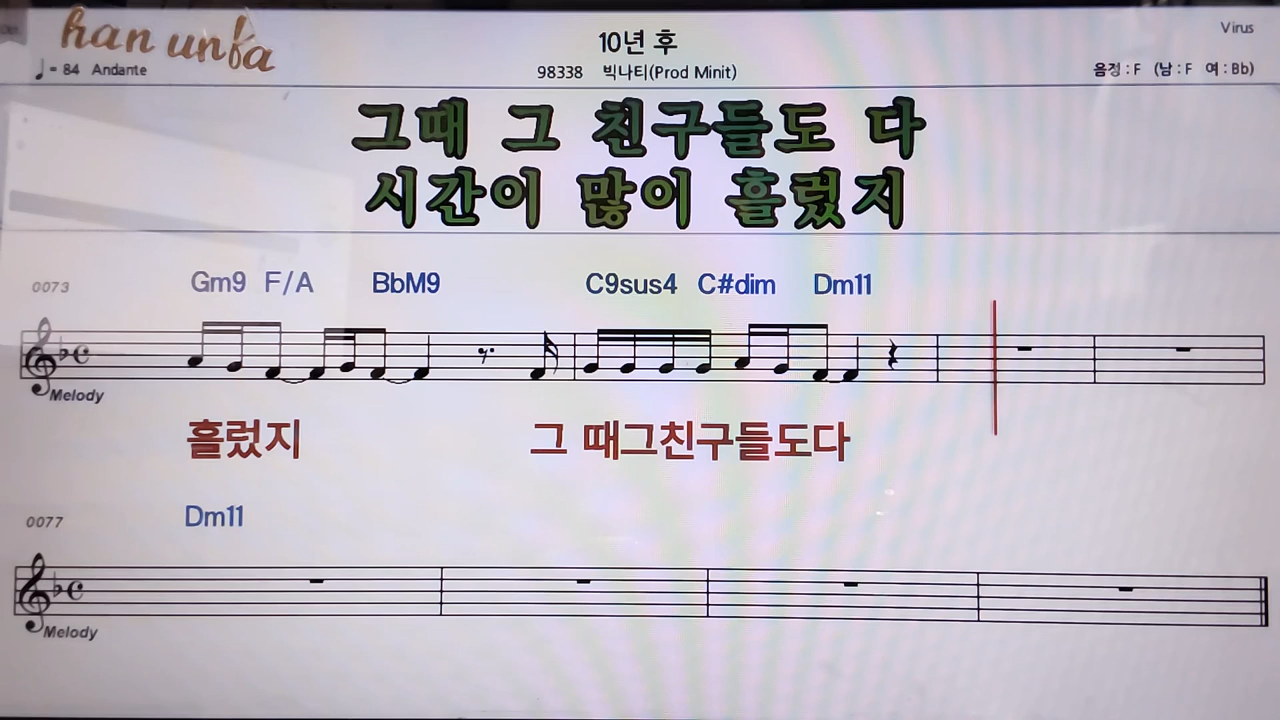 han unba
10년 후
Virus
♩= 84 Andante
98338 빅나티(Prod Minit)
음정 : F (남 : F 여 : Bb)
그때 그 친구들도 다
시간이 많이 흘렀지
0073 Gm9 F/A BbM9 C9sus4 C#dim Dm11
Melody
흘렀지 그 때그친구들도다
0077 Dm11
Melody